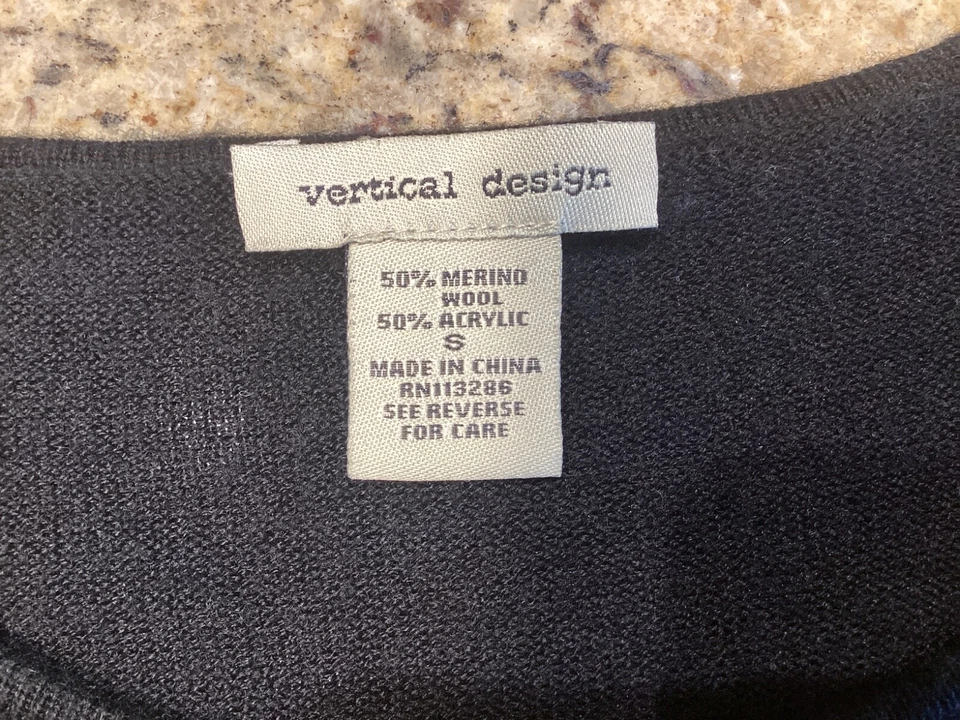 vertical design
50% MERINO
WOOL
50% ACRYLIC
S
MADE IN CHINA
RN113286
SEE REVERSE
FOR CARE